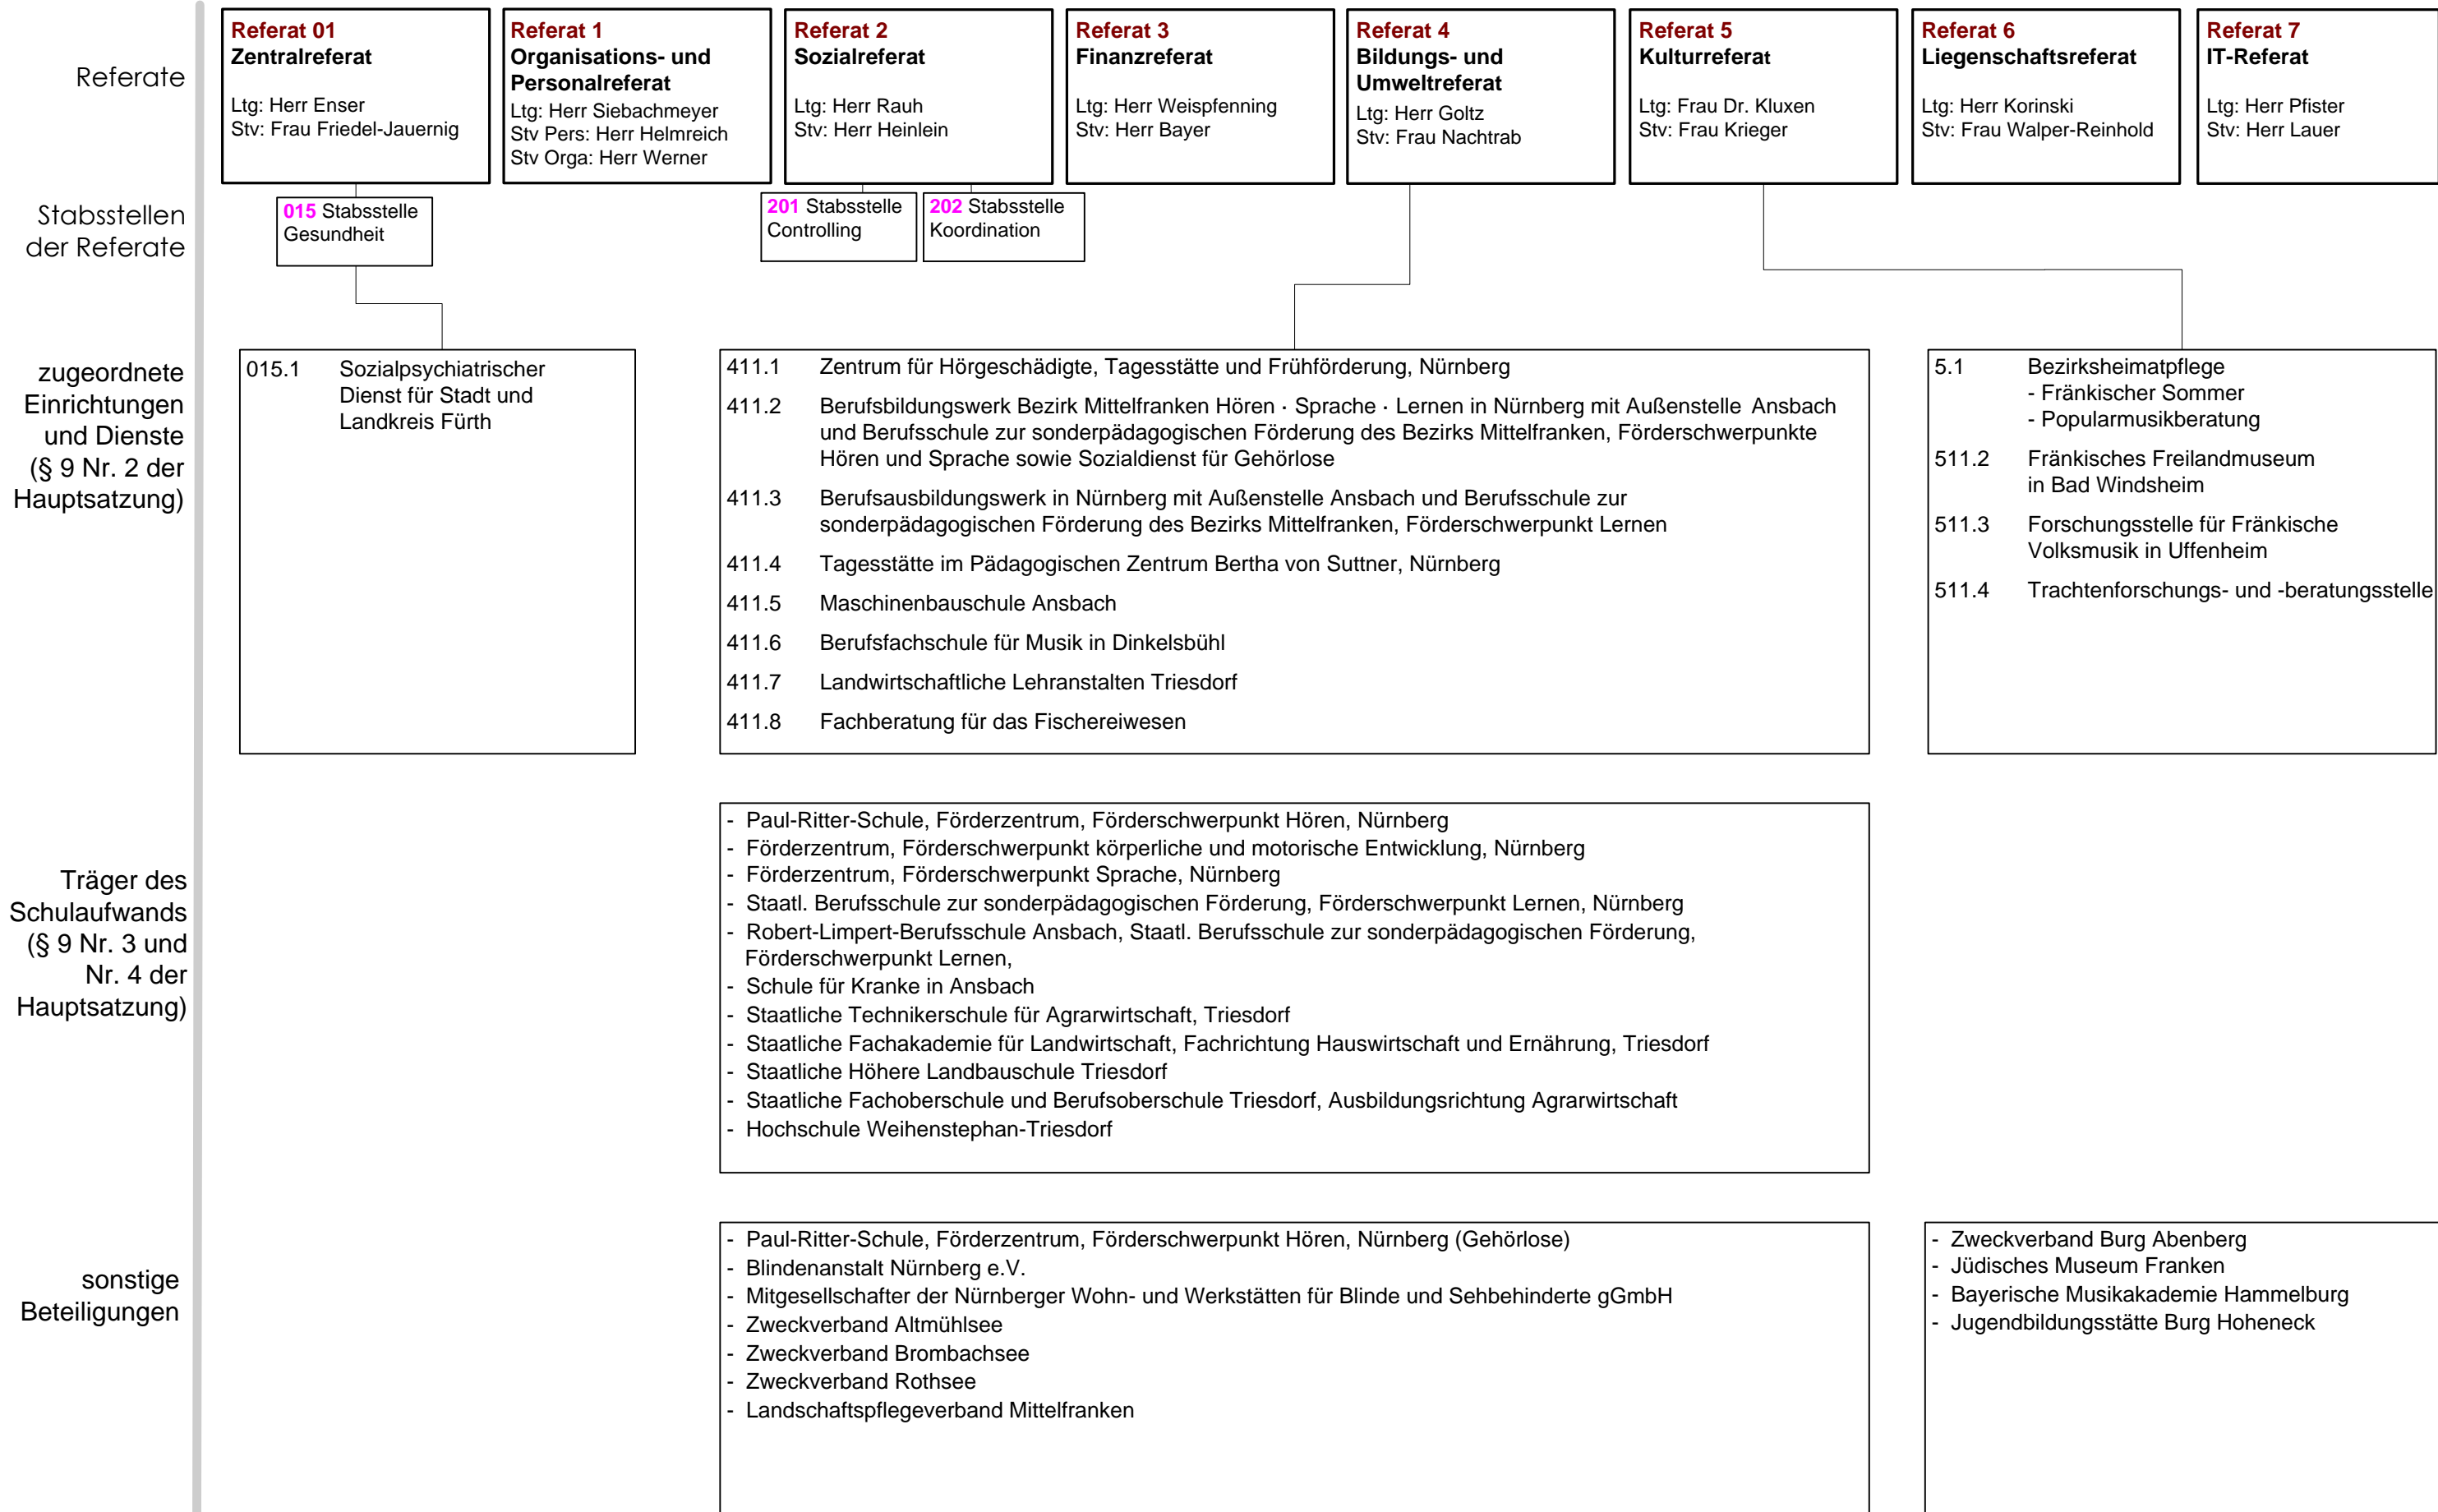 Referate
Referat 01
Zentralreferat
Ltg: Herr Enser
Stv: Frau Friedel-Jauernig
Referat 1
Organisations- und
Personalreferat
Ltg: Herr Siebachmeyer
Stv Pers: Herr Helmreich
Stv Orga: Herr Werner
Referat 2
Sozialreferat
Ltg: Herr Rauh
Stv: Herr Heinlein
Referat 3
Finanzreferat
Ltg: Herr Weispfenning
Stv: Herr Bayer
Referat 4
Bildungs- und
Umweltreferat
Ltg: Herr Goltz
Stv: Frau Nachtrab
Referat 5
Kulturreferat
Ltg: Frau Dr. Kluxen
Stv: Frau Krieger
Referat 6
Liegenschaftsreferat
Ltg: Herr Korinski
Stv: Frau Walper-Reinhold
Referat 7
IT-Referat
Ltg: Herr Pfister
Stv: Herr Lauer
Stabsstellen
der Referate
015 Stabsstelle
Gesundheit
201 Stabsstelle
Controlling
202 Stabsstelle
Koordination
zugeordnete
Einrichtungen
und Dienste
(§ 9 Nr. 2 der
Hauptsatzung)
015.1 Sozialpsychiatrischer
Dienst für Stadt und
Landkreis Fürth
411.1 Zentrum für Hörgeschädigte, Tagesstätte und Frühförderung, Nürnberg
411.2 Berufsbildungswerk Bezirk Mittelfranken Hören · Sprache · Lernen in Nürnberg mit Außenstelle Ansbach
und Berufsschule zur sonderpädagogischen Förderung des Bezirks Mittelfranken, Förderschwerpunkte
Hören und Sprache sowie Sozialdienst für Gehörlose
411.3 Berufsausbildungswerk in Nürnberg mit Außenstelle Ansbach und Berufsschule zur
sonderpädagogischen Förderung des Bezirks Mittelfranken, Förderschwerpunkt Lernen
411.4 Tagesstätte im Pädagogischen Zentrum Bertha von Suttner, Nürnberg
411.5 Maschinenbauschule Ansbach
411.6 Berufsfachschule für Musik in Dinkelsbühl
411.7 Landwirtschaftliche Lehranstalten Triesdorf
411.8 Fachberatung für das Fischereiwesen
5.1 Bezirksheimatpflege
- Fränkischer Sommer
- Popularmusikberatung
511.2 Fränkisches Freilandmuseum
in Bad Windsheim
511.3 Forschungsstelle für Fränkische
Volksmusik in Uffenheim
511.4 Trachtenforschungs- und -beratungsstelle
Träger des
Schulaufwands
(§ 9 Nr. 3 und
Nr. 4 der
Hauptsatzung)
- Paul-Ritter-Schule, Förderzentrum, Förderschwerpunkt Hören, Nürnberg
- Förderzentrum, Förderschwerpunkt körperliche und motorische Entwicklung, Nürnberg
- Förderzentrum, Förderschwerpunkt Sprache, Nürnberg
- Staatl. Berufsschule zur sonderpädagogischen Förderung, Förderschwerpunkt Lernen, Nürnberg
- Robert-Limpert-Berufsschule Ansbach, Staatl. Berufsschule zur sonderpädagogischen Förderung,
Förderschwerpunkt Lernen,
- Schule für Kranke in Ansbach
- Staatliche Technikerschule für Agrarwirtschaft, Triesdorf
- Staatliche Fachakademie für Landwirtschaft, Fachrichtung Hauswirtschaft und Ernährung, Triesdorf
- Staatliche Höhere Landbauschule Triesdorf
- Staatliche Fachoberschule und Berufsoberschule Triesdorf, Ausbildungsrichtung Agrarwirtschaft
- Hochschule Weihenstephan-Triesdorf
sonstige
Beteiligungen
- Paul-Ritter-Schule, Förderzentrum, Förderschwerpunkt Hören, Nürnberg (Gehörlose)
- Blindenanstalt Nürnberg e.V.
- Mitgesellschafter der Nürnberger Wohn- und Werkstätten für Blinde und Sehbehinderte gGmbH
- Zweckverband Altmühlsee
- Zweckverband Brombachsee
- Zweckverband Rothsee
- Landschaftspflegeverband Mittelfranken
- Zweckverband Burg Abenberg
- Jüdisches Museum Franken
- Bayerische Musikakademie Hammelburg
- Jugendbildungsstätte Burg Hoheneck